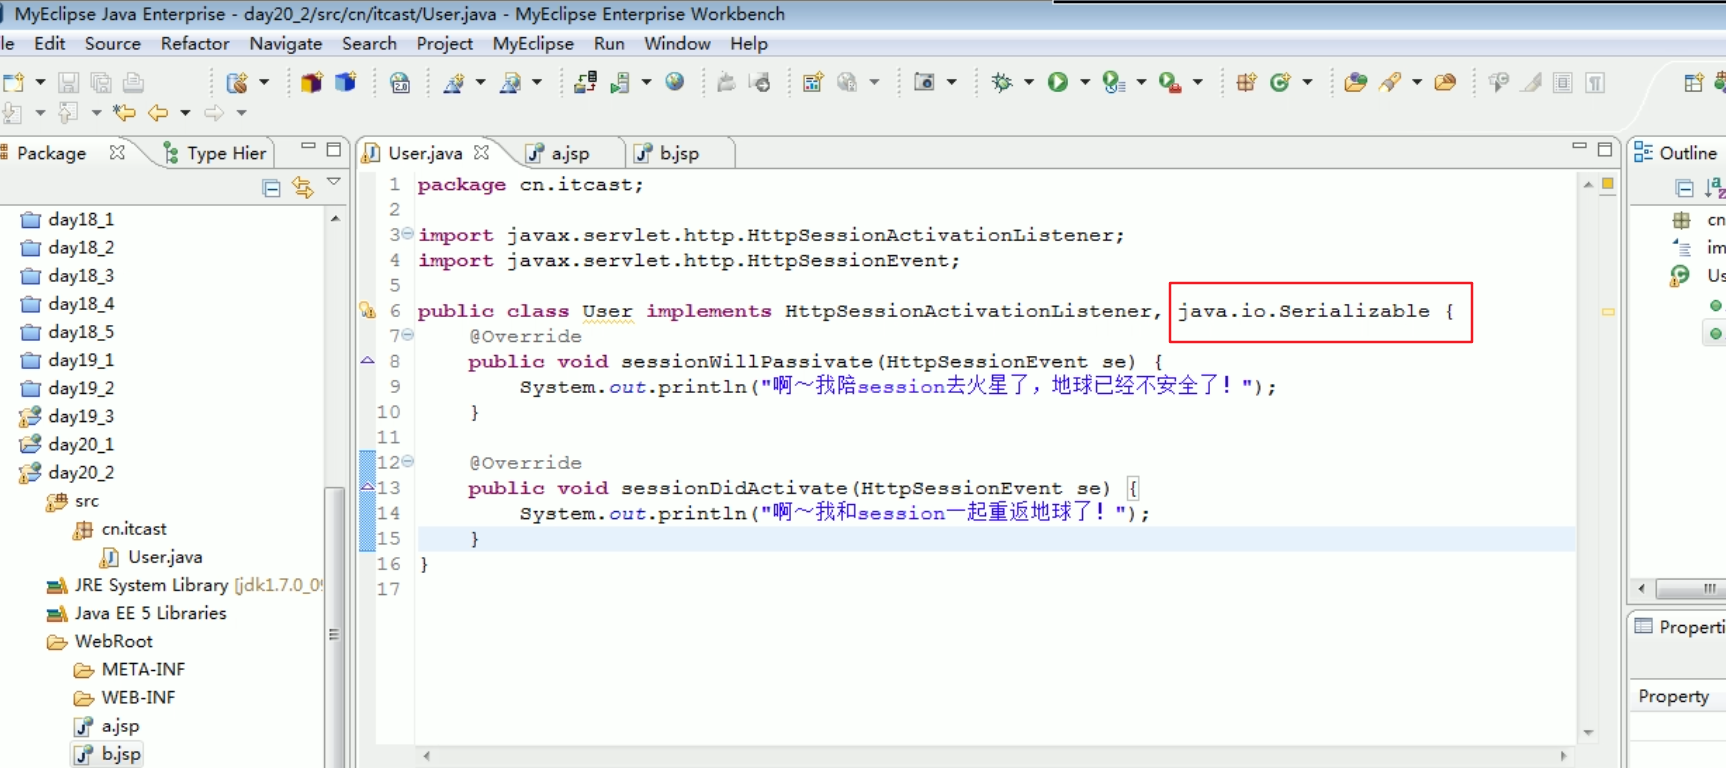 MyEclipse Java Enterprise - day20_2/src/cn/itcast/User.java - MyEclipse Enterprise Workbench
le Edit Source Refactor Navigate Search Project MyEclipse Run Window Help
Package Type Hier
User.java a.jsp b.jsp
Outline
day18_1
day18_2
day18_3
day18_4
day18_5
day19_1
day19_2
day19_3
day20_1
day20_2
src
cn.itcast
User.java
JRE System Library [jdk1.7.0_09
Java EE 5 Libraries
WebRoot
META-INF
WEB-INF
a.jsp
b.jsp
1 package cn.itcast;
2
3 import javax.servlet.http.HttpSessionActivationListener;
4 import javax.servlet.http.HttpSessionEvent;
5
6 public class User implements HttpSessionActivationListener, java.io.Serializable {
7 @Override
8 public void sessionWillPassivate(HttpSessionEvent se) {
9 System.out.println("啊～我陪session去火星了，地球已经不安全了！");
10 }
11
12 @Override
13 public void sessionDidActivate(HttpSessionEvent se) {
14 System.out.println("啊～我和session一起重返地球了！");
15 }
16 }
17
cn
im
Us
Properti
Property